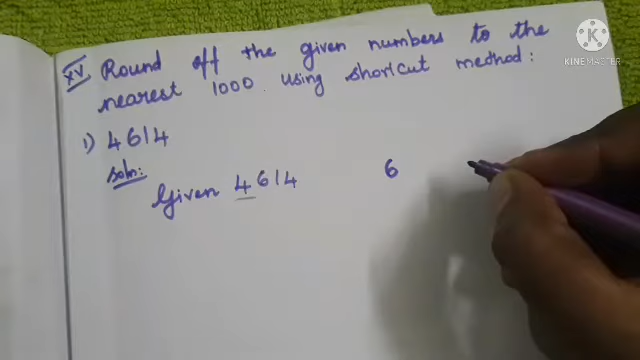 XV Round off the given numbers to the
nearest 1000 using shortcut method:
1) 4614
Soln:
Given 4614 6
K
KINEMASTER